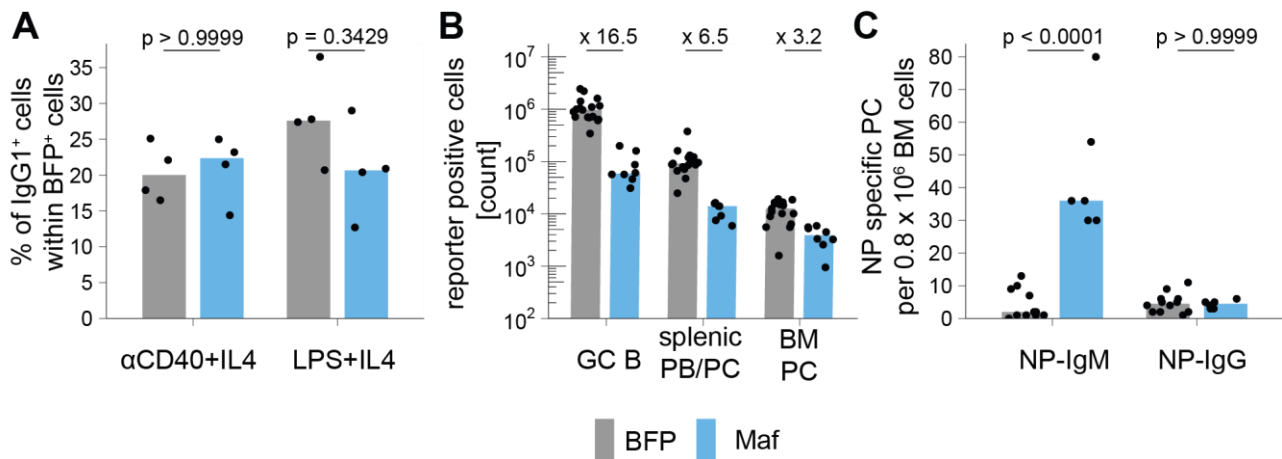 A
p > 0.9999
p = 0.3429
% of IgG1⁺ cells
within BFP⁺ cells
35
30
25
20
15
10
5
0
αCD40+IL4
LPS+IL4
B
x 16.5
x 6.5
x 3.2
reporter positive cells
[count]
10⁷
10⁶
10⁵
10⁴
10³
10²
GC B
splenic
PB/PC
BM
PC
C
p < 0.0001
p > 0.9999
NP specific PC
per 0.8 x 10⁶ BM cells
80
70
60
50
40
30
20
10
0
NP-IgM
NP-IgG
BFP
Maf